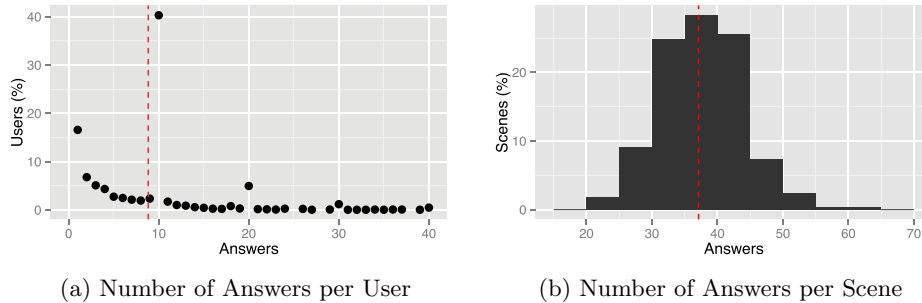 40
30
20
10
0
Users (%)
0 10 20 30 40
Answers
(a) Number of Answers per User
20
10
0
Scenes (%)
20 30 40 50 60 70
Answers
(b) Number of Answers per Scene